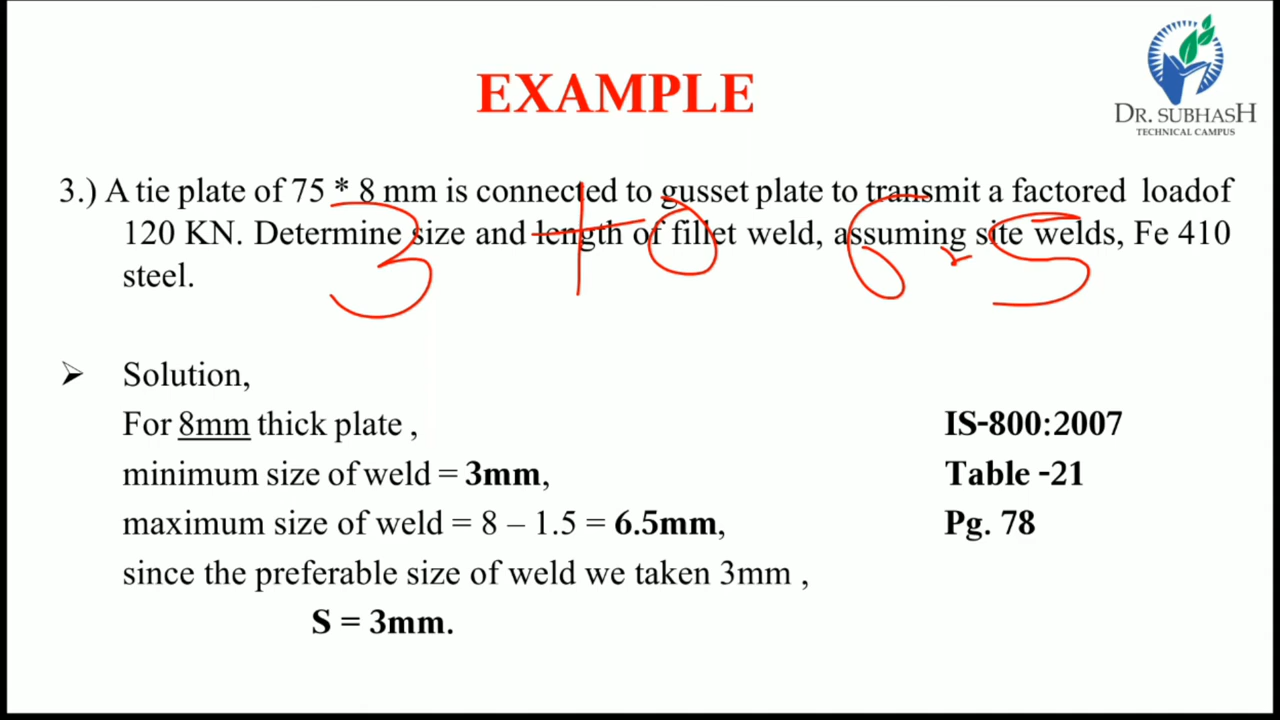 EXAMPLE
DR. SUBHASH
TECHNICAL CAMPUS
3.) A tie plate of 75 * 8 mm is connected to gusset plate to transmit a factored loadof
120 KN. Determine size and length of fillet weld, assuming site welds, Fe 410
steel.
3 to 6.5
Solution,
For 8mm thick plate , IS-800:2007
minimum size of weld = 3mm, Table -21
maximum size of weld = 8 – 1.5 = 6.5mm, Pg. 78
since the preferable size of weld we taken 3mm ,
S = 3mm.